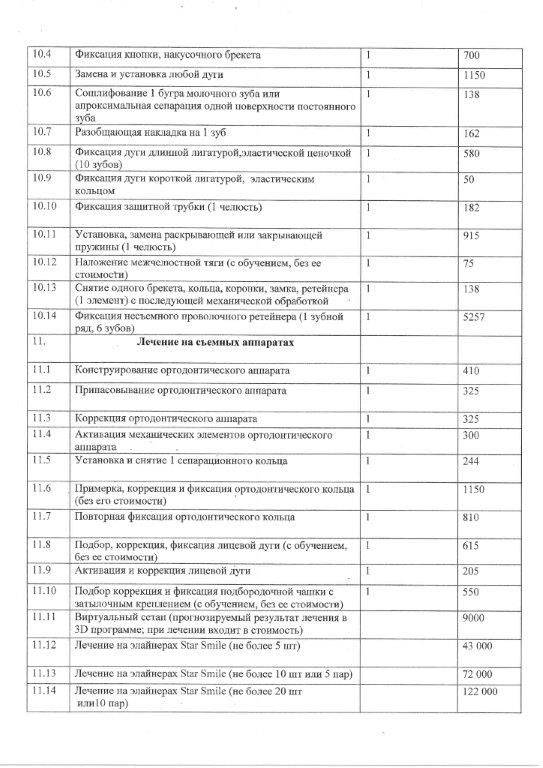 10.4 Фиксация кнопки, накусочного брекета 1 700
10.5 Замена и установка любой дуги 1 1150
10.6 Сошлифование 1 бугра молочного зуба или 1 138
апроксимальная сепарация одной поверхности постоянного
зуба
10.7 Разобщающая накладка на 1 зуб 1 162
10.8 Фиксация дуги длинной лигатурой,эластической цепочкой 1 580
(10 зубов)
10.9 Фиксация дуги короткой лигатурой, эластическим 1 50
кольцом
10.10 Фиксация защитной трубки (1 челюсть) 1 182
10.11 Установка, замена раскрывающей или закрывающей 1 915
пружины (1 челюсть)
10.12 Наложение межчелюстной тяги (с обучением, без ее 1 75
стоимости)
10.13 Снятие одного брекета, кольца, коронки, замка, ретейнера 1 138
(1 элемент) с последующей механической обработкой
10.14 Фиксация несъемного проволочного ретейнера (1 зубной 1 5257
ряд, 6 зубов)
11. Лечение на съемных аппаратах
11.1 Конструирование ортодонтического аппарата 1 410
11.2 Припасовывание ортодонтического аппарата 1 325
11.3 Коррекция ортодонтического аппарата 1 325
11.4 Активация механических элементов ортодонтического 1 300
аппарата
11.5 Установка и снятие 1 сепарационного кольца 1 244
11.6 Примерка, коррекция и фиксация ортодонтического кольца 1 1150
(без его стоимости)
11.7 Повторная фиксация ортодонтического кольца 1 810
11.8 Подбор, коррекция, фиксация лицевой дуги (с обучением, 1 615
без ее стоимости)
11.9 Активация и коррекция лицевой дуги 1 205
11.10 Подбор коррекция и фиксация подбородочной чашки с 1 550
затылочным креплением (с обучением, без ее стоимости)
11.11 Виртуальный сетап (прогнозируемый результат лечения в 9000
3D программе; при лечении входит в стоимость)
11.12 Лечение на элайнерах Star Smile (не более 5 шт) 43 000
11.13 Лечение на элайнерах Star Smile (не более 10 шт или 5 пар) 72 000
11.14 Лечение на элайнерах Star Smile (не более 20 шт 122 000
или10 пар)